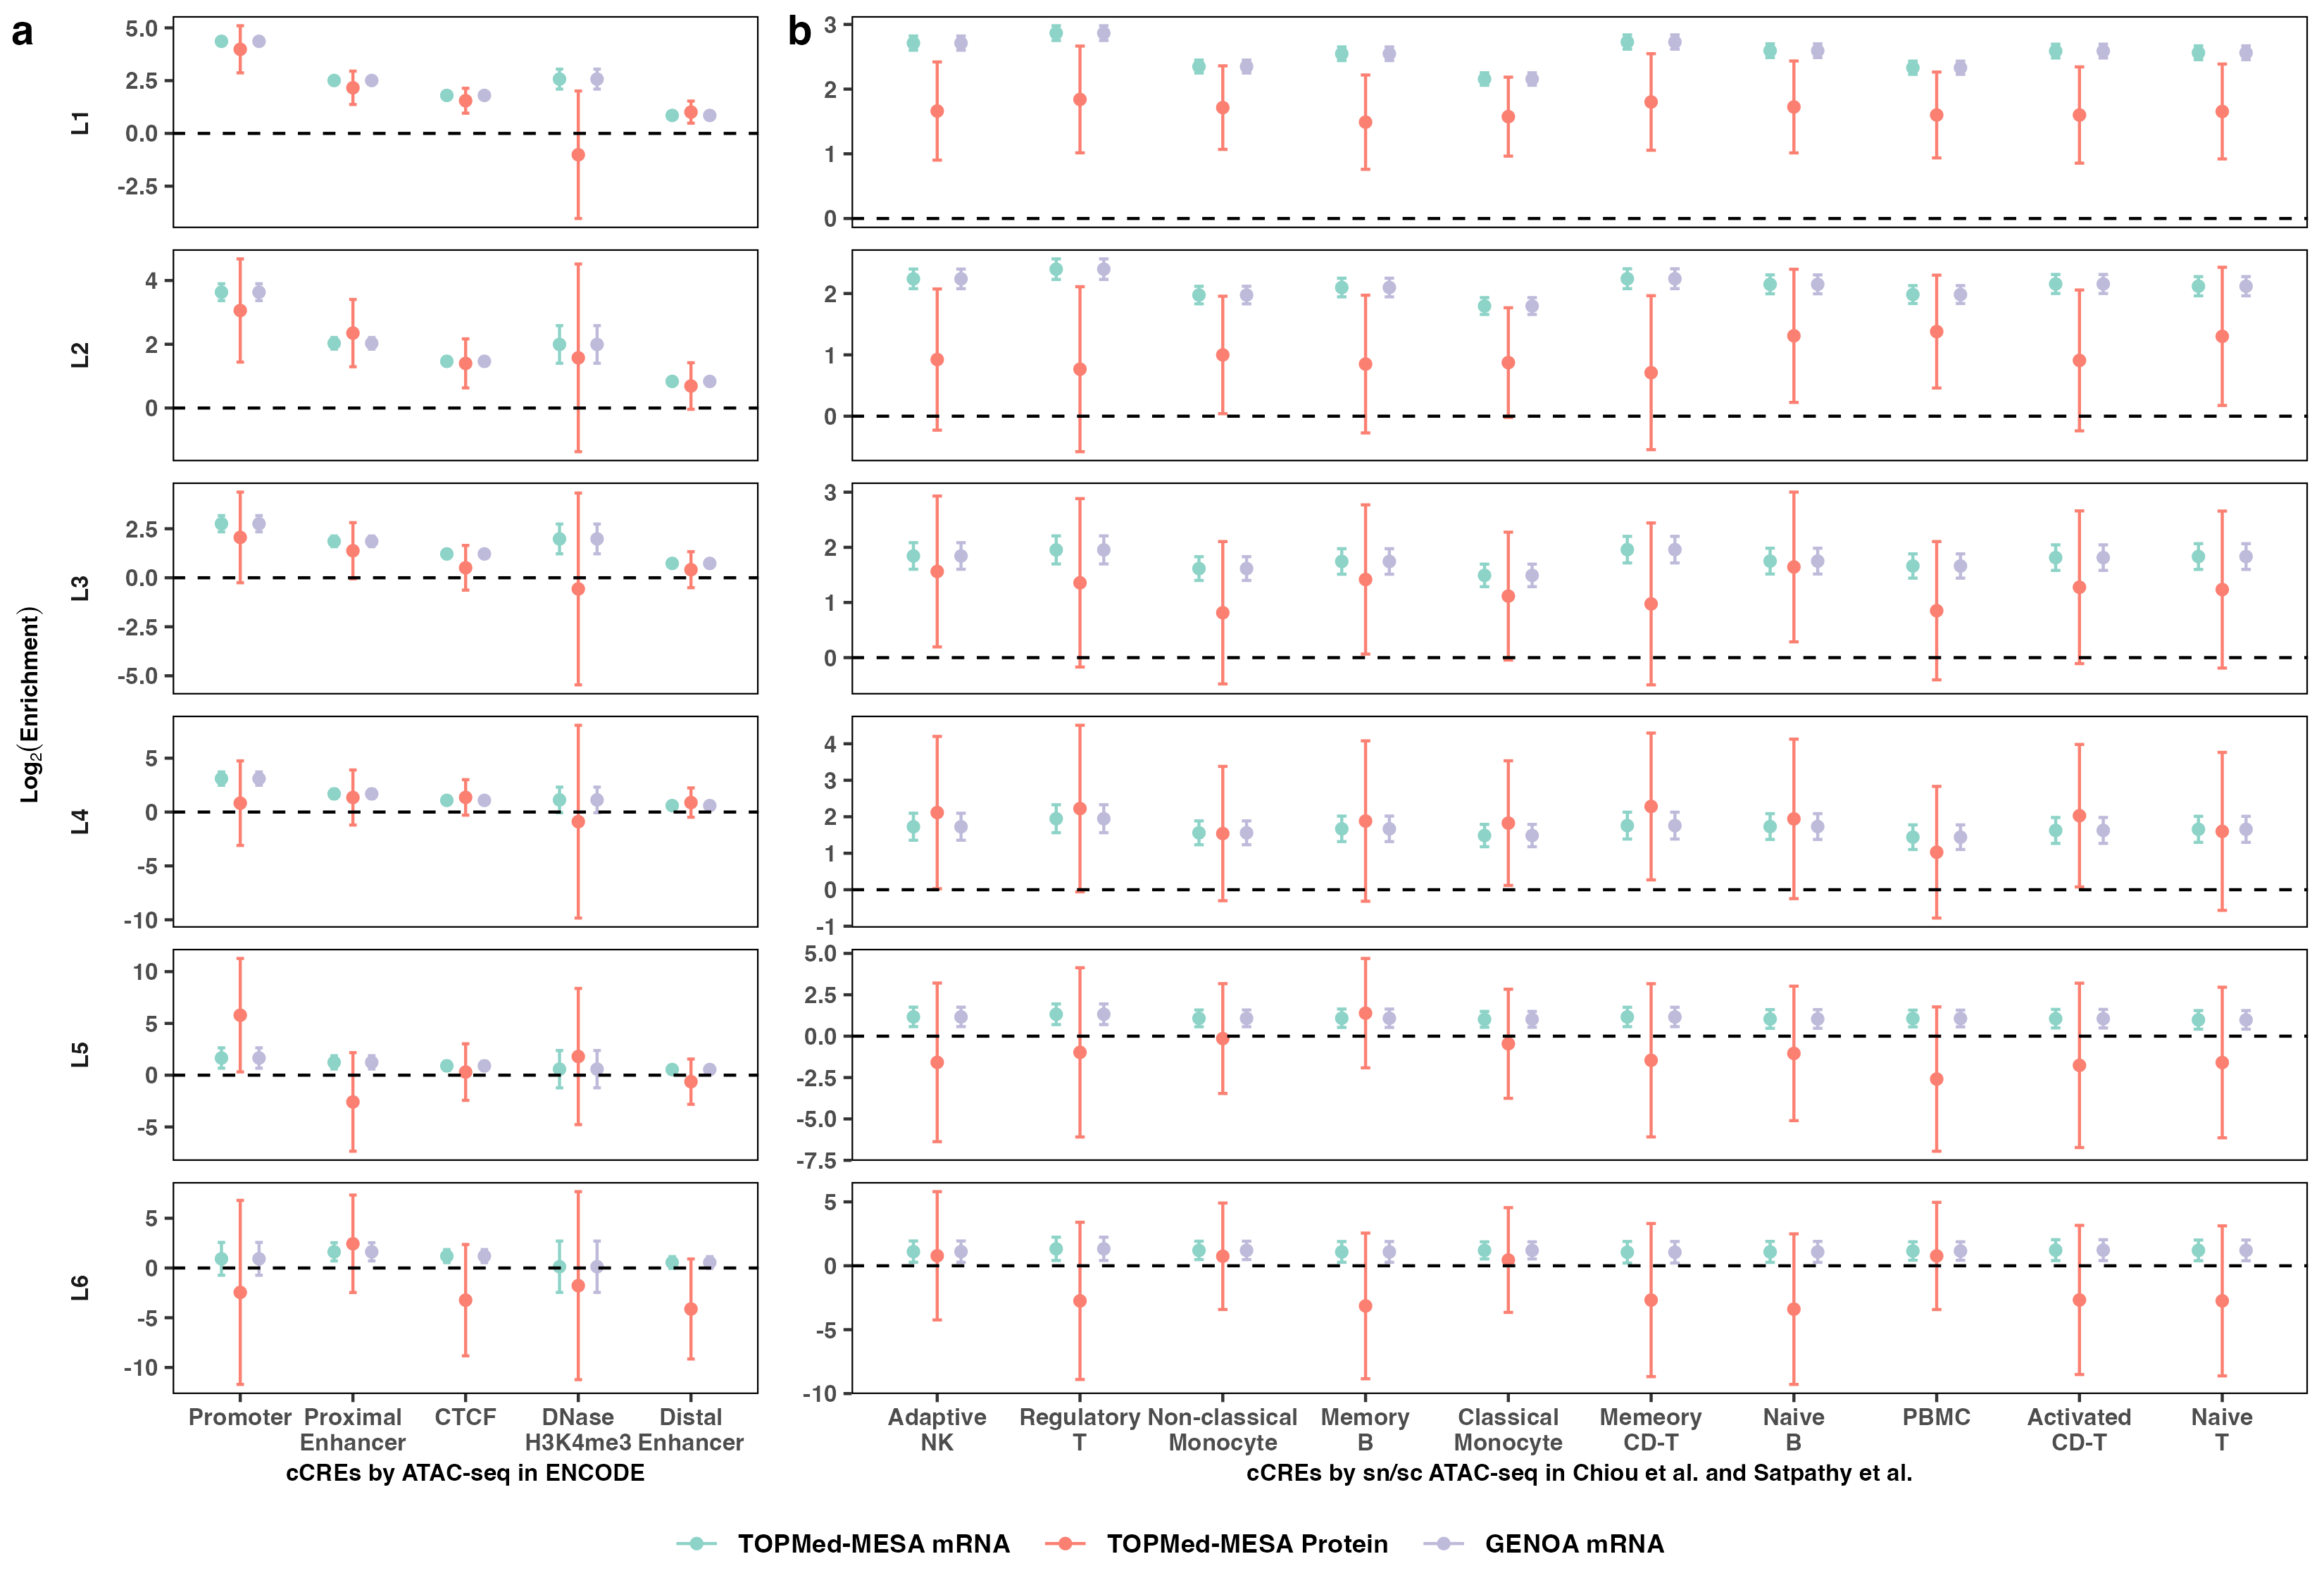 a
b
Log2(Enrichment)
L1
5.0
2.5
0.0
-2.5
3
2
1
0
L2
4
2
0
2
1
0
L3
2.5
0.0
-2.5
-5.0
3
2
1
0
L4
5
0
-5
-10
4
3
2
1
0
-1
L5
10
5
0
-5
5.0
2.5
0.0
-2.5
-5.0
-7.5
L6
5
0
-5
-10
5
0
-5
-10
Promoter
Proximal
Enhancer
CTCF
DNase
H3K4me3
Distal
Enhancer
cCREs by ATAC-seq in ENCODE
Adaptive
NK
Regulatory
T
Non-classical
Monocyte
Memory
B
Classical
Monocyte
Memeory
CD-T
Naive
B
PBMC
Activated
CD-T
Naive
T
cCREs by sn/sc ATAC-seq in Chiou et al. and Satpathy et al.
TOPMed-MESA mRNA
TOPMed-MESA Protein
GENOA mRNA